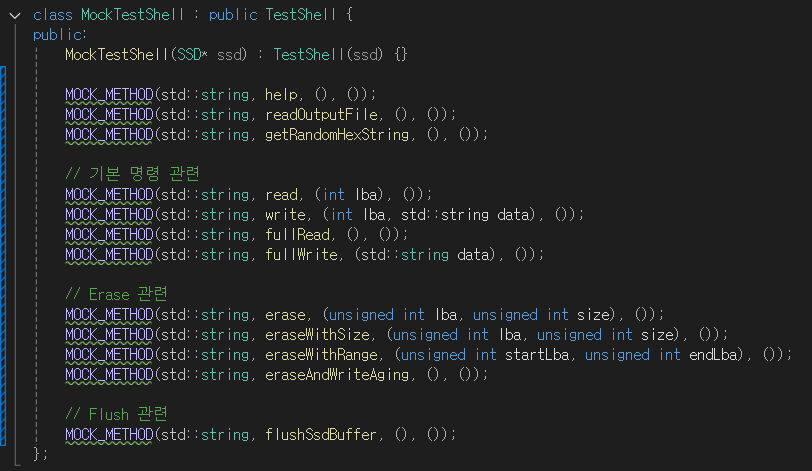 class MockTestShell : public TestShell {
public:
MockTestShell(SSD* ssd) : TestShell(ssd) {}
MOCK_METHOD(std::string, help, (), ());
MOCK_METHOD(std::string, readOutputFile, (), ());
MOCK_METHOD(std::string, getRandomHexString, (), ());
// 기본 명령 관련
MOCK_METHOD(std::string, read, (int lba), ());
MOCK_METHOD(std::string, write, (int lba, std::string data), ());
MOCK_METHOD(std::string, fullRead, (), ());
MOCK_METHOD(std::string, fullWrite, (std::string data), ());
// Erase 관련
MOCK_METHOD(std::string, erase, (unsigned int lba, unsigned int size), ());
MOCK_METHOD(std::string, eraseWithSize, (unsigned int lba, unsigned int size), ());
MOCK_METHOD(std::string, eraseWithRange, (unsigned int startLba, unsigned int endLba), ());
MOCK_METHOD(std::string, eraseAndWriteAging, (), ());
// Flush 관련
MOCK_METHOD(std::string, flushSsdBuffer, (), ());
};